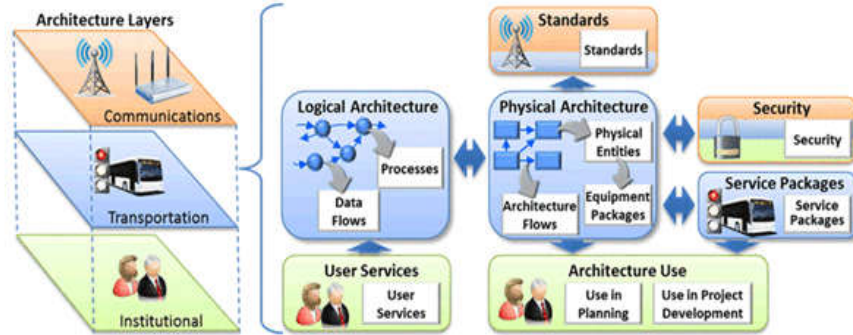 Architecture Layers
Communications
Transportation
Institutional
Logical Architecture
Processes
Data
Flows
User Services
User
Services
Standards
Standards
Physical Architecture
Physical
Entities
Architecture
Flows
Equipment
Packages
Security
Security
Service Packages
Service
Packages
Architecture Use
Use in
Planning
Use in Project
Development